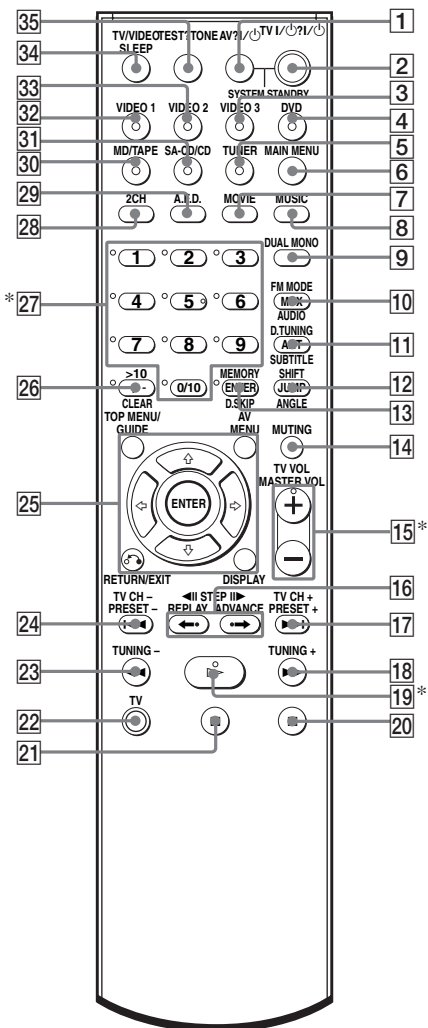 35 1
TV/VIDEO TEST?TONE AV?I/⏻ TV I/⏻?I/⏻
SLEEP
34 2
SYSTEM STANDBY
33 3
32 VIDEO 1 VIDEO 2 VIDEO 3 DVD 4
31 5
30 MD/TAPE SA-CD/CD TUNER MAIN MENU 6
29 7
2CH A.F.D. MOVIE MUSIC
28 8
DUAL MONO
1 2 3 9
FM MODE
*27 4 5 6 10
AUDIO
D.TUNING
7 8 9 11
SUBTITLE
>10 MEMORY SHIFT
26 0/10 ENTER JUMP 12
CLEAR D.SKIP ANGLE 13
TOP MENU/ AV
GUIDE MENU MUTING 14
TV VOL
MASTER VOL
25 ENTER + 15*
−
RETURN/EXIT DISPLAY 16
TV CH − STEP TV CH +
PRESET − REPLAY ADVANCE PRESET +
24 17
TUNING − TUNING +
23 18
TV 19*
22 20
21